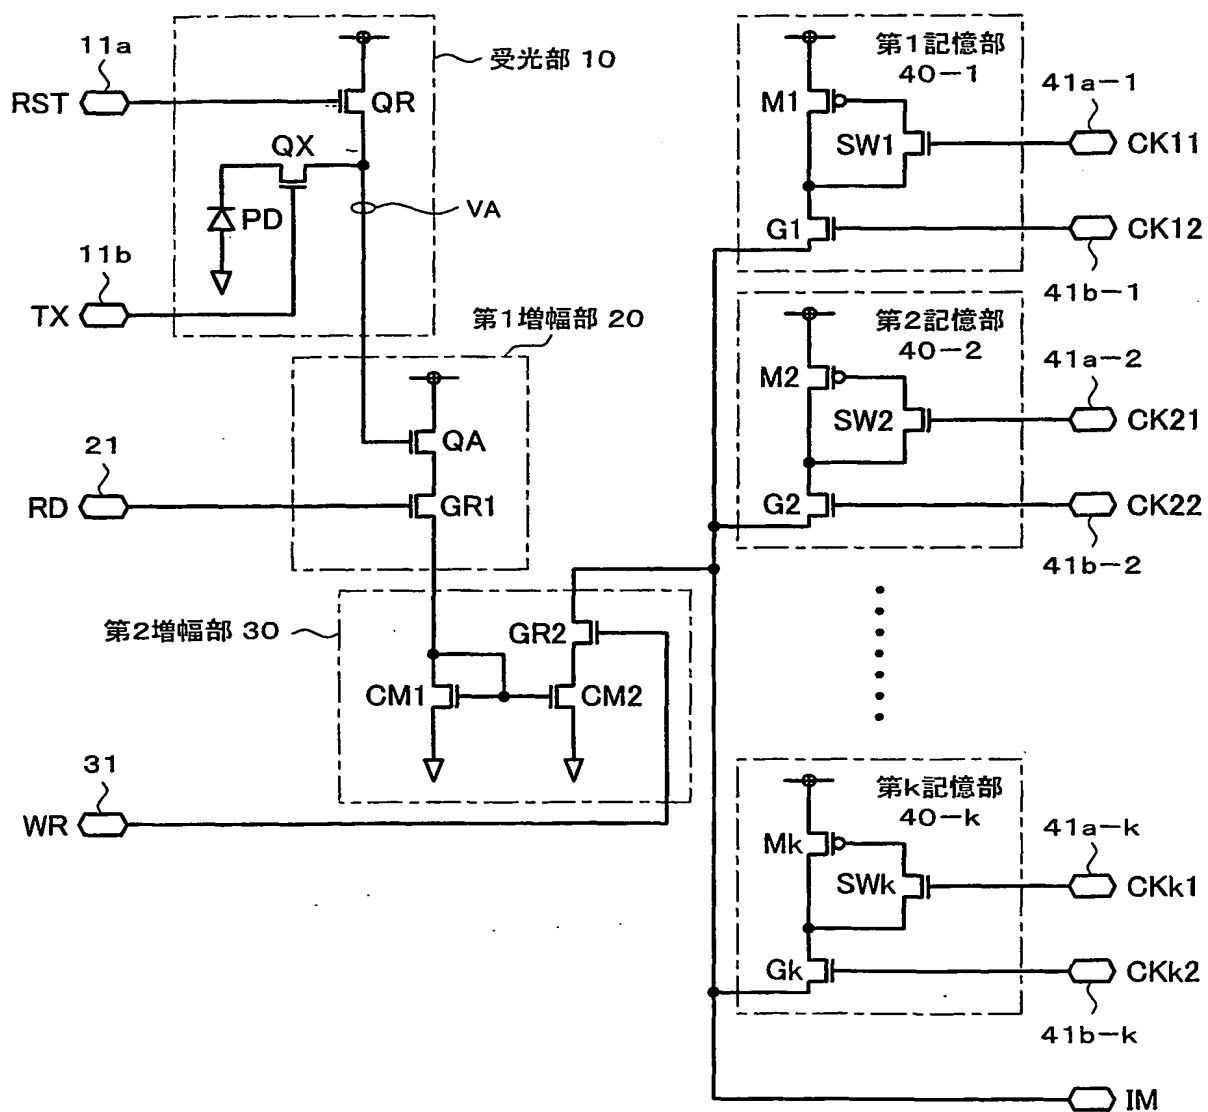 11a
RST
受光部 10
QR
QX
PD
VA
11b
TX
第1増幅部 20
QA
21
RD
GR1
第2増幅部 30
GR2
CM1
CM2
31
WR
第1記憶部
40-1
M1
SW1
G1
41a-1
CK11
CK12
41b-1
第2記憶部
40-2
M2
SW2
G2
41a-2
CK21
CK22
41b-2
第k記憶部
40-k
Mk
SWk
Gk
41a-k
CKk1
CKk2
41b-k
IM